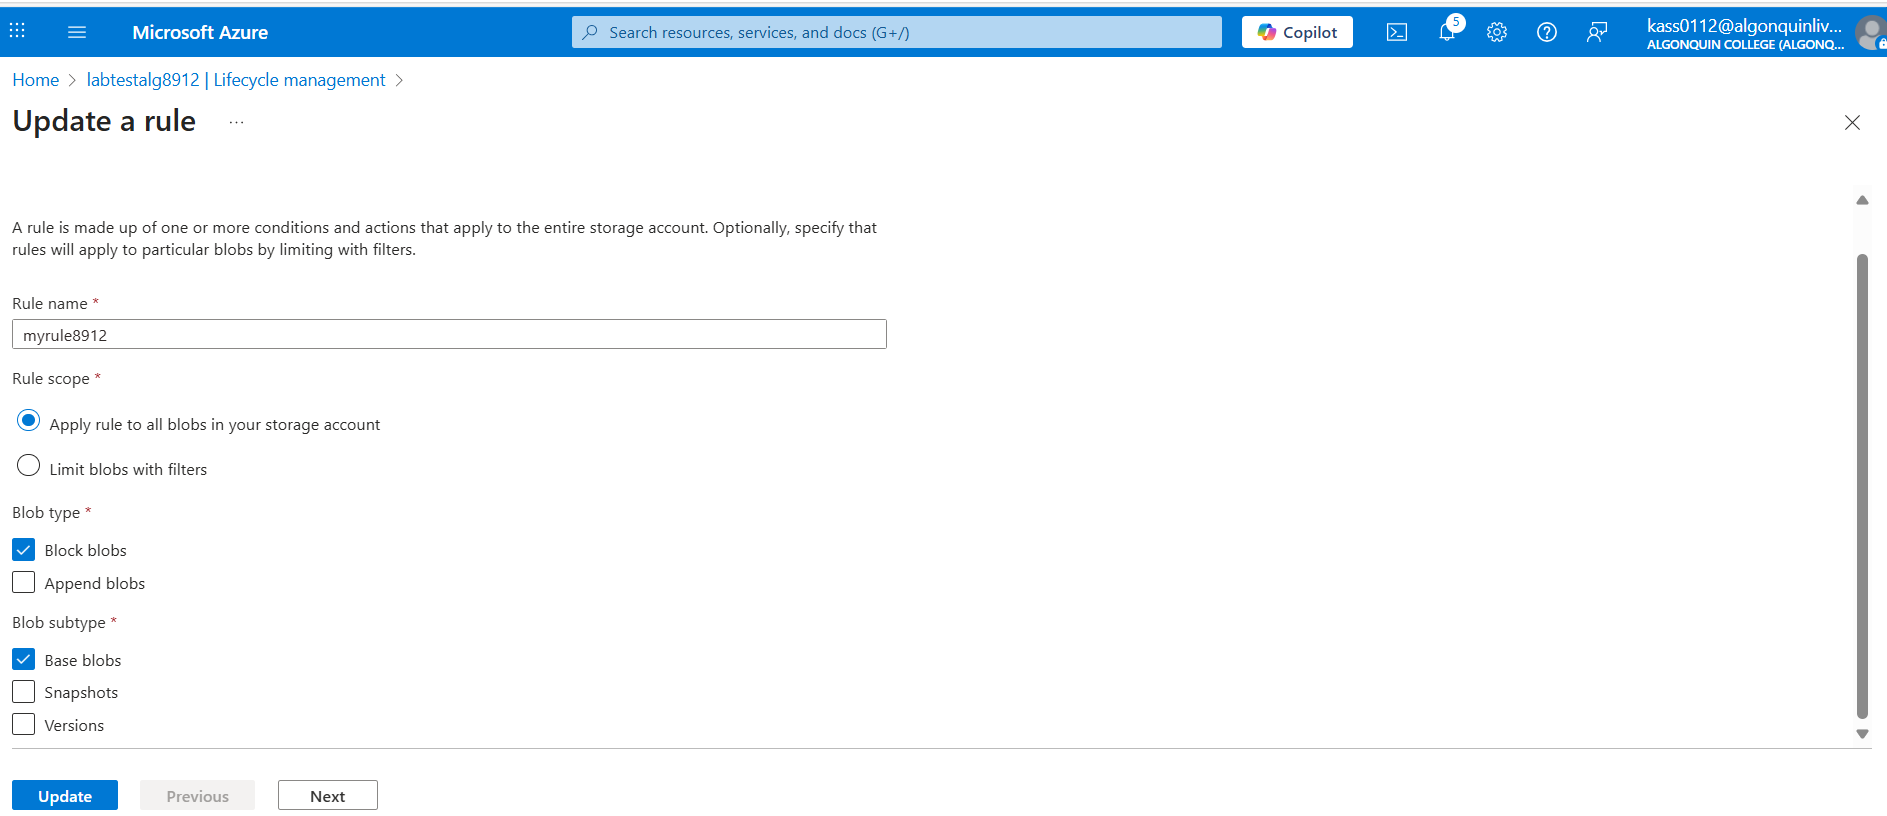 Microsoft Azure
Search resources, services, and docs (G+/)
Copilot
5
kass0112@algonquinliv...
ALGONQUIN COLLEGE (ALGONQ...
Home > labtestalg8912 | Lifecycle management >
Update a rule ...
A rule is made up of one or more conditions and actions that apply to the entire storage account. Optionally, specify that
rules will apply to particular blobs by limiting with filters.
Rule name *
myrule8912
Rule scope *
Apply rule to all blobs in your storage account
Limit blobs with filters
Blob type *
Block blobs
Append blobs
Blob subtype *
Base blobs
Snapshots
Versions
Update
Previous
Next